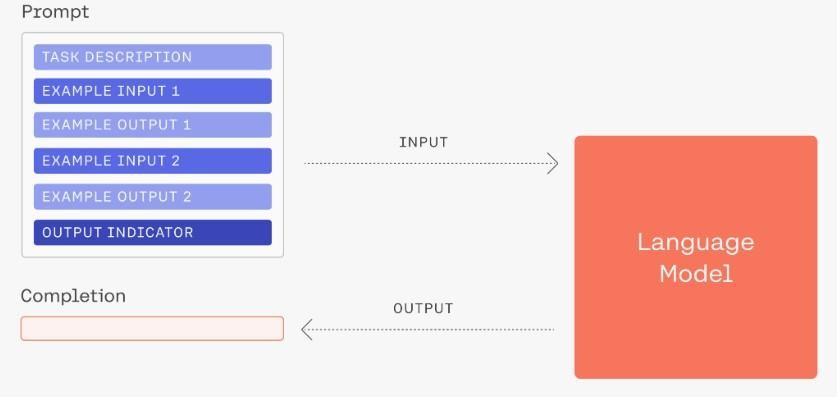 Prompt
TASK DESCRIPTION
EXAMPLE INPUT 1
EXAMPLE OUTPUT 1
EXAMPLE INPUT 2
EXAMPLE OUTPUT 2
OUTPUT INDICATOR
INPUT
Language
Model
Completion
OUTPUT